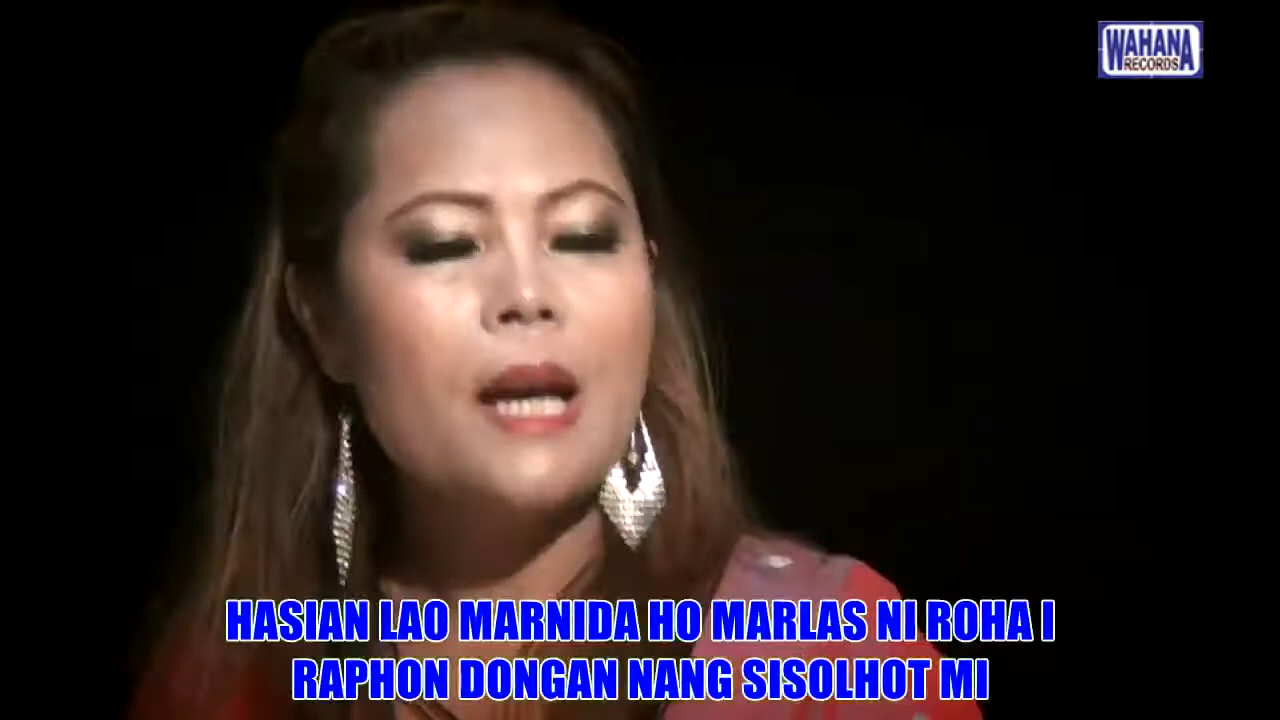 WAHANA
RECORDS
HASIAN LAO MARNIDA HO MARLAS NI ROHA I
RAPHON DONGAN NANG SISOLHOT MI